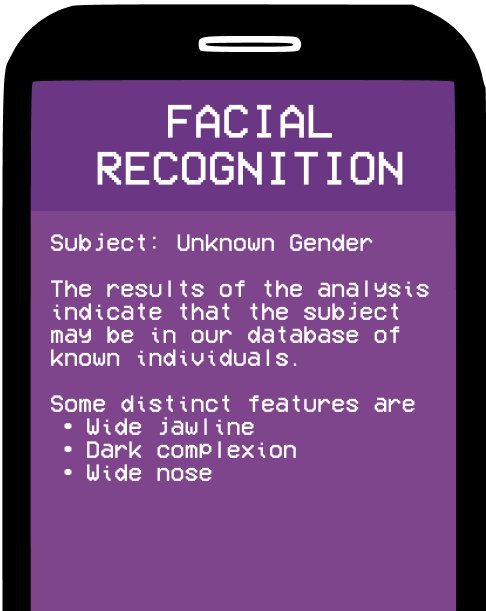 FACIAL
RECOGNITION
Subject: Unknown Gender
The results of the analysis
indicate that the subject
may be in our database of
known individuals.
Some distinct features are
• Wide jawline
• Dark complexion
• Wide nose